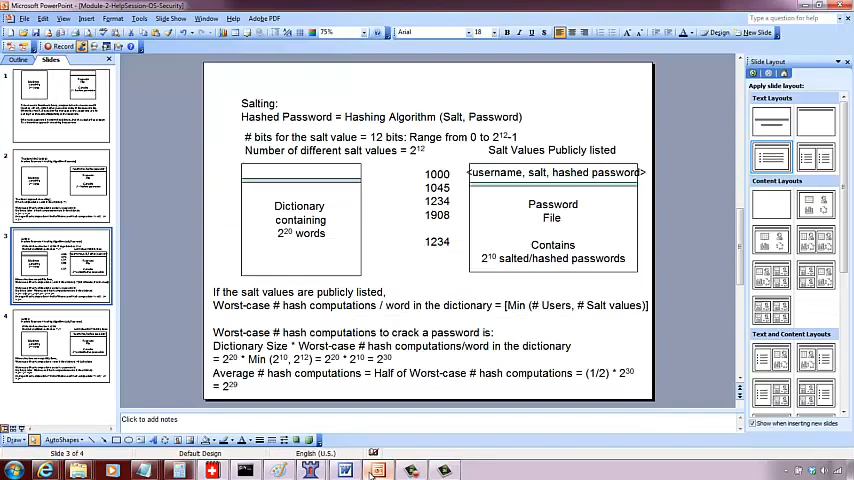 Microsoft PowerPoint - [Module-2-HelpSession-OS-Security]
File Edit View Insert Format Tools Slide Show Window Help Adobe PDF
Type a question for help
75% Arial 18 B I U S Design New Slide
Record
Outline Slides
1
2
3
4
Salting:
Hashed Password = Hashing Algorithm (Salt, Password)
# bits for the salt value = 12 bits: Range from 0 to 2¹²-1
Number of different salt values = 2¹²
Salt Values Publicly listed
Dictionary
containing
2²⁰ words
1000
1045
1234
1908
1234
<username, salt, hashed password>
Password
File
Contains
2¹⁰ salted/hashed passwords
If the salt values are publicly listed,
Worst-case # hash computations / word in the dictionary = [Min (# Users, # Salt values)]
Worst-case # hash computations to crack a password is:
Dictionary Size * Worst-case # hash computations/word in the dictionary
= 2²⁰ * Min (2¹⁰, 2¹²) = 2²⁰ * 2¹⁰ = 2³⁰
Average # hash computations = Half of Worst-case # hash computations = (1/2) * 2³⁰
= 2²⁹
Slide Layout
Apply slide layout:
Text Layouts
Content Layouts
Text and Content Layouts
Show when inserting new slides
Click to add notes
Draw AutoShapes
Slide 3 of 4 Default Design English (U.S.)